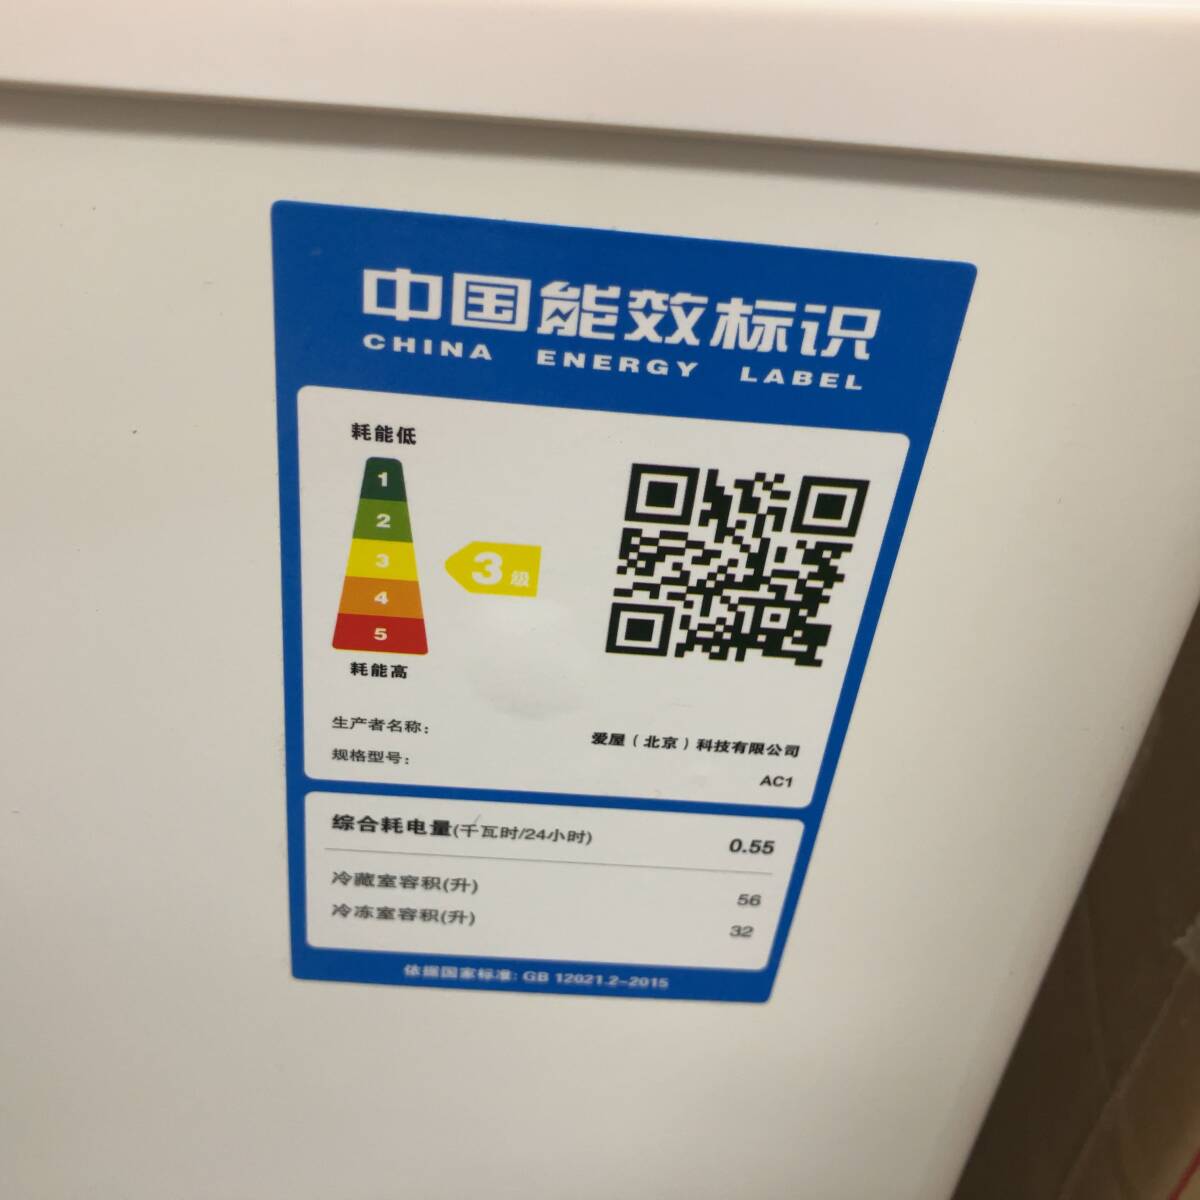 中国能效标识
CHINA ENERGY LABEL
耗能低
1
2
3
4
5
3级
耗能高
生产者名称: 爱屋(北京)科技有限公司
规格型号: AC1
综合耗电量(千瓦时/24小时) 0.55
冷藏室容积(升) 56
冷冻室容积(升) 32
依据国家标准: GB 12021.2-2015